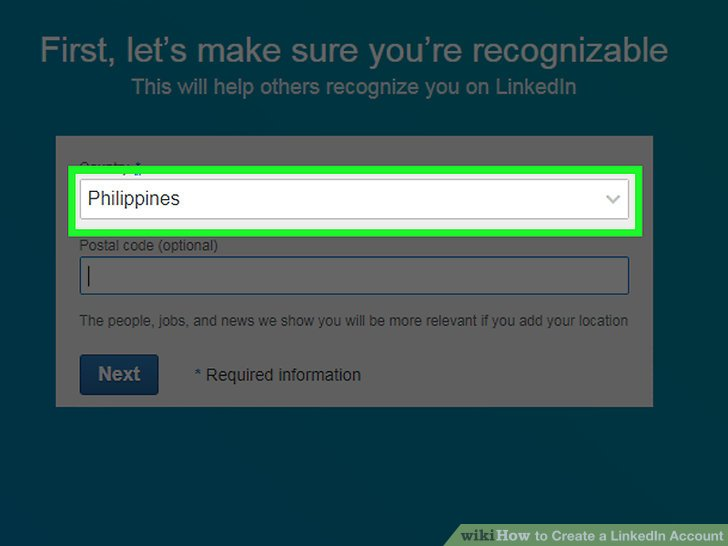 First, let's make sure you're recognizable
This will help others recognize you on LinkedIn
Country *
Philippines
Postal code (optional)
The people, jobs, and news we show you will be more relevant if you add your location
Next
* Required information
wikiHow to Create a LinkedIn Account